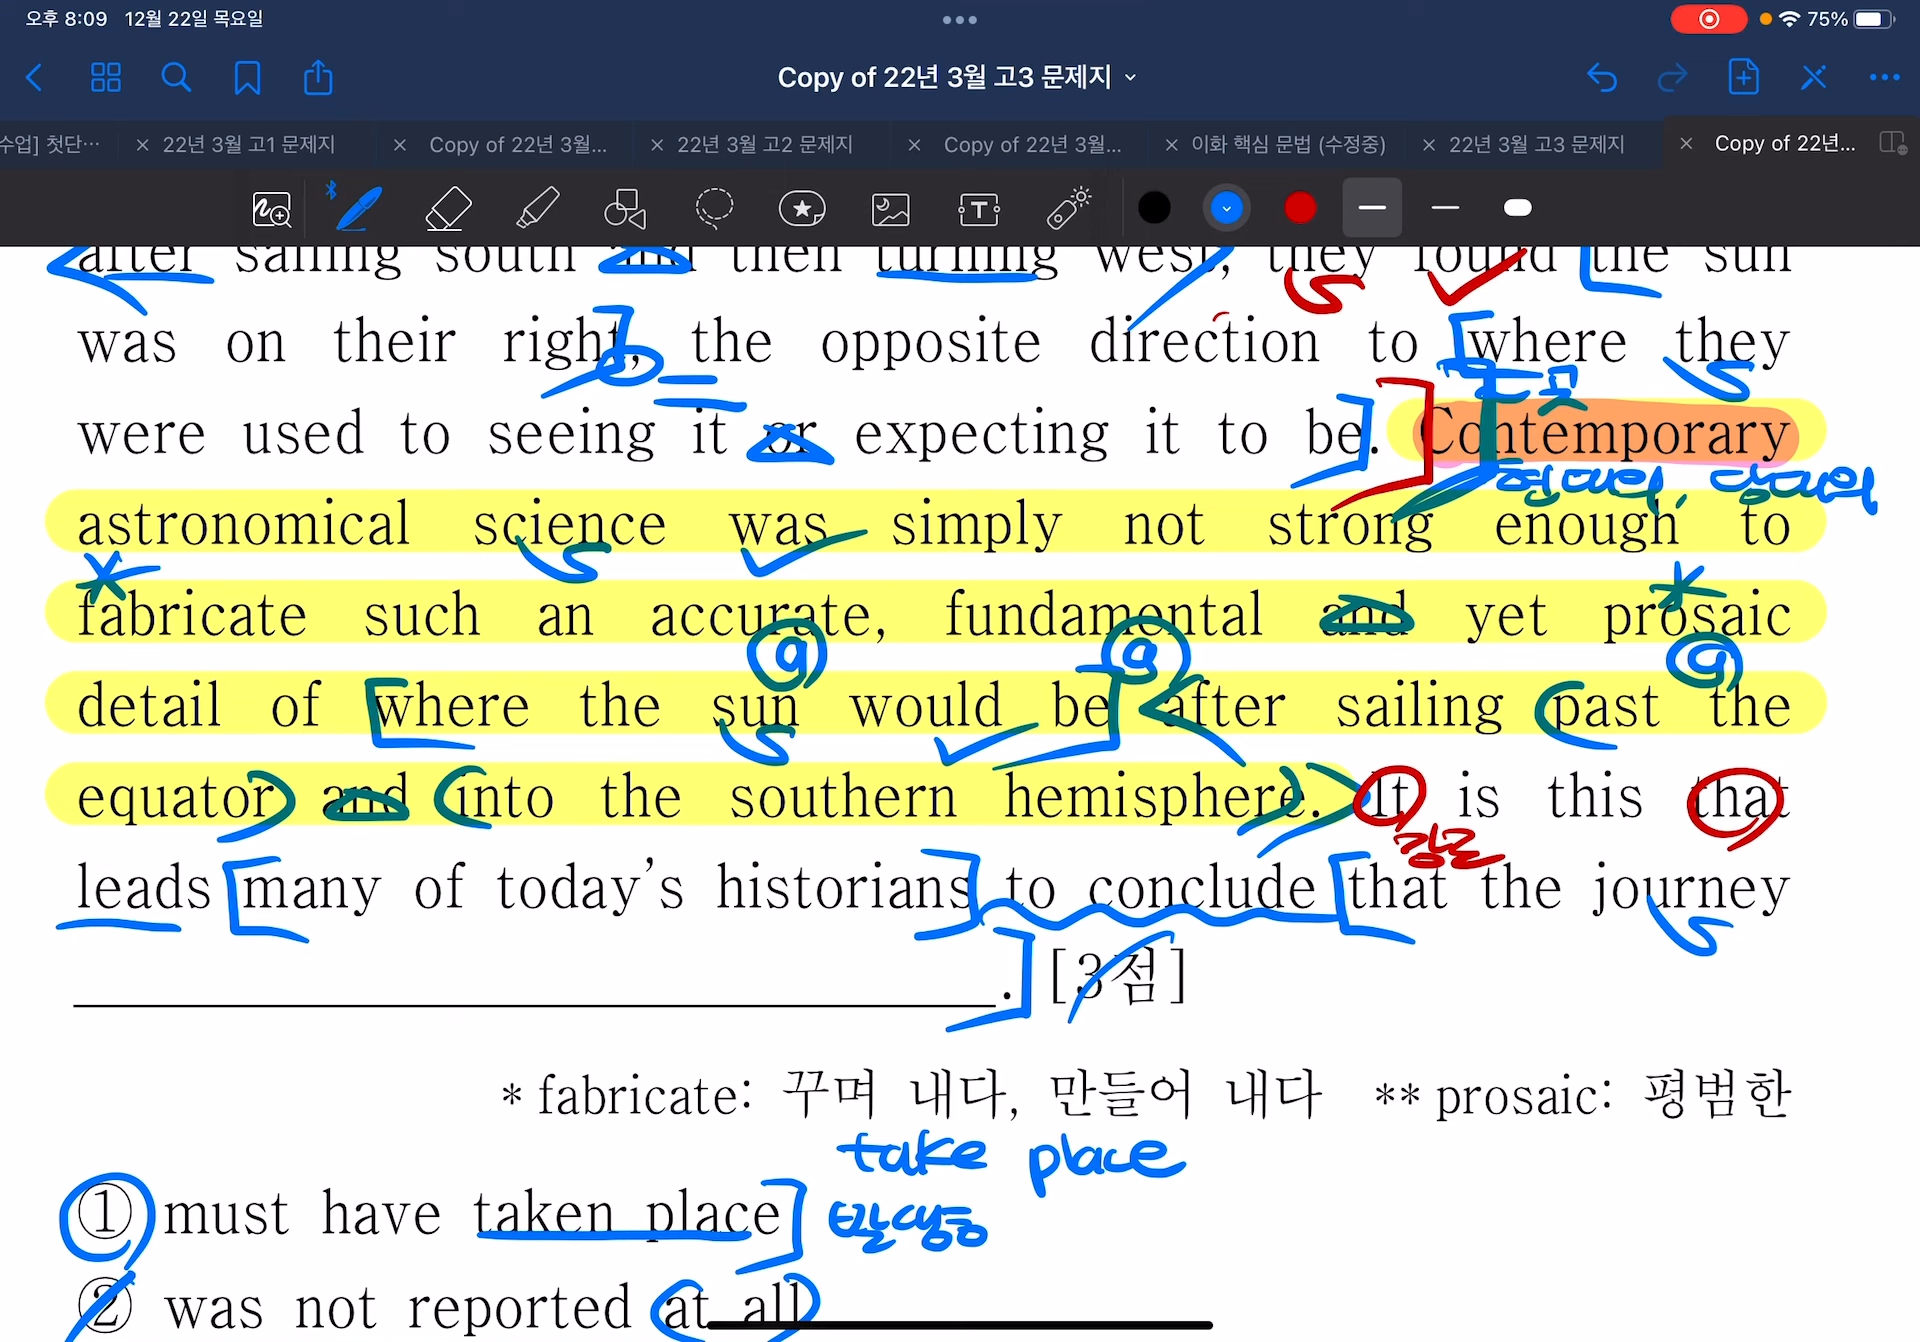 오후 8:09 12월 22일 목요일
75%
Copy of 22년 3월 고3 문제지
수업] 첫단… × 22년 3월 고1 문제지 × Copy of 22년 3월... × 22년 3월 고2 문제지 × Copy of 22년 3월... × 이화 핵심 문법 (수정중) × 22년 3월 고3 문제지 × Copy of 22년...
after sailing south and then turning west, they found the sun
was on their right, the opposite direction to where they
were used to seeing it or expecting it to be. Contemporary
현대의, 당대의
astronomical science was simply not strong enough to
* fabricate such an accurate, fundamental and yet * prosaic
a a a
detail of where the sun would be after sailing past the
equator and into the southern hemisphere. It is this that
강조
leads many of today's historians to conclude that the journey
. [3점]
* fabricate: 꾸며 내다, 만들어 내다 ** prosaic: 평범한
take place
① must have taken place 발생
② was not reported at all